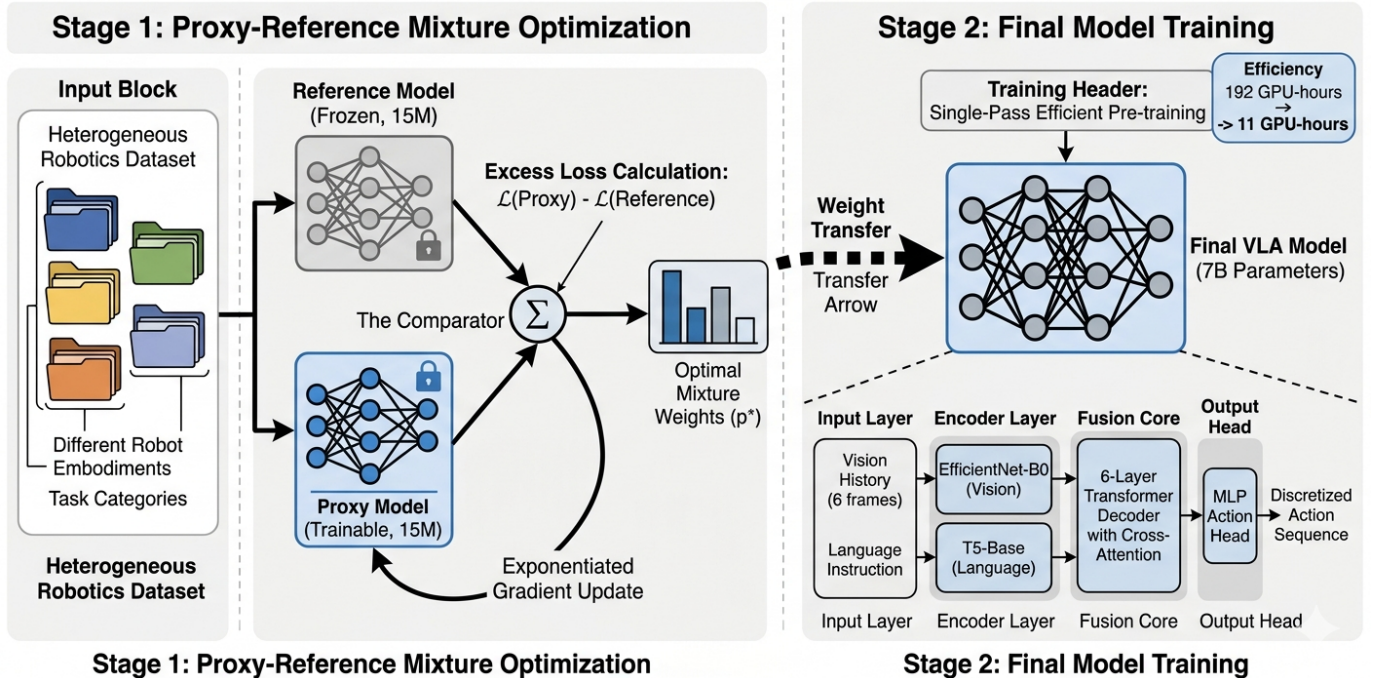 Stage 1: Proxy-Reference Mixture Optimization
Input Block
Heterogeneous
Robotics Dataset
Different Robot
Embodiments
Task Categories
Heterogeneous
Robotics Dataset
Reference Model
(Frozen, 15M)
Excess Loss Calculation:
ℒ(Proxy) - ℒ(Reference)
The Comparator
Σ
Proxy Model
(Trainable, 15M)
Exponentiated
Gradient Update
Optimal
Mixture
Weights (p*)
Stage 1: Proxy-Reference Mixture Optimization
Stage 2: Final Model Training
Training Header:
Single-Pass Efficient Pre-training
Efficiency
192 GPU-hours
→
-> 11 GPU-hours
Weight
Transfer
Transfer
Arrow
Final VLA Model
(7B Parameters)
Input Layer
Encoder Layer
Fusion Core
Output
Head
Vision
History
(6 frames)
Language
Instruction
EfficientNet-B0
(Vision)
T5-Base
(Language)
6-Layer
Transformer
Decoder
with Cross-
Attention
MLP
Action
Head
Discretized
Action
Sequence
Input Layer
Encoder Layer
Fusion Core
Output Head
Stage 2: Final Model Training